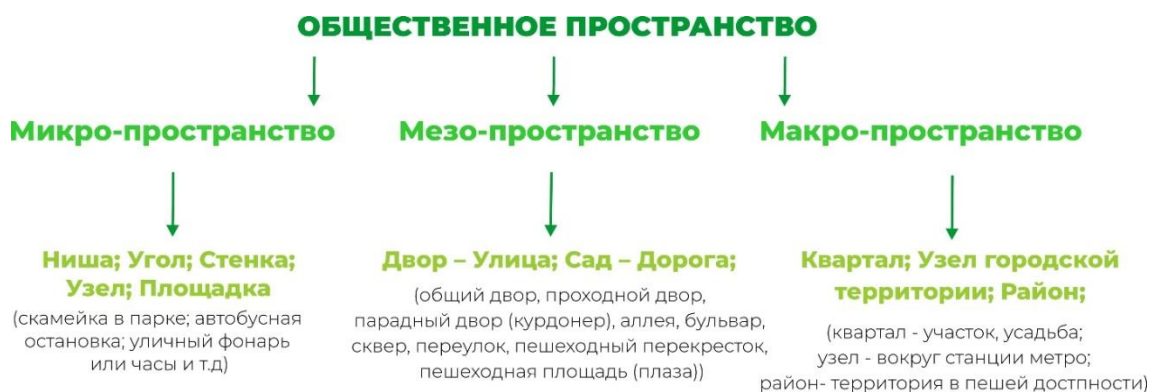 ОБЩЕСТВЕННОЕ ПРОСТРАНСТВО
Микро-пространство
Мезо-пространство
Макро-пространство
Ниша; Угол; Стенка;
Узел; Площадка
(скамейка в парке; автобусная
остановка; уличный фонарь
или часы и т.д)
Двор – Улица; Сад – Дорога;
(общий двор, проходной двор,
парадный двор (курдонер), аллея, бульвар,
сквер, переулок, пешеходный перекресток,
пешеходная площадь (плаза))
Квартал; Узел городской
территории; Район;
(квартал - участок, усадьба;
узел - вокруг станции метро;
район- территория в пешей достпности)